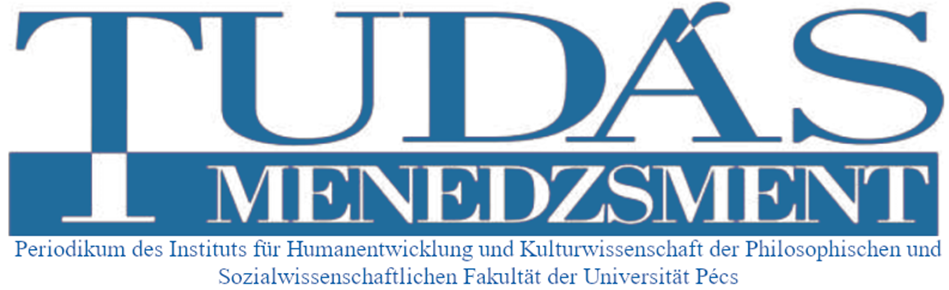 TUDÁS
MENEDZSMENT
Periodikum des Instituts für Humanentwicklung und Kulturwissenschaft der Philosophischen und
Sozialwissenschaftlichen Fakultät der Universität Pécs